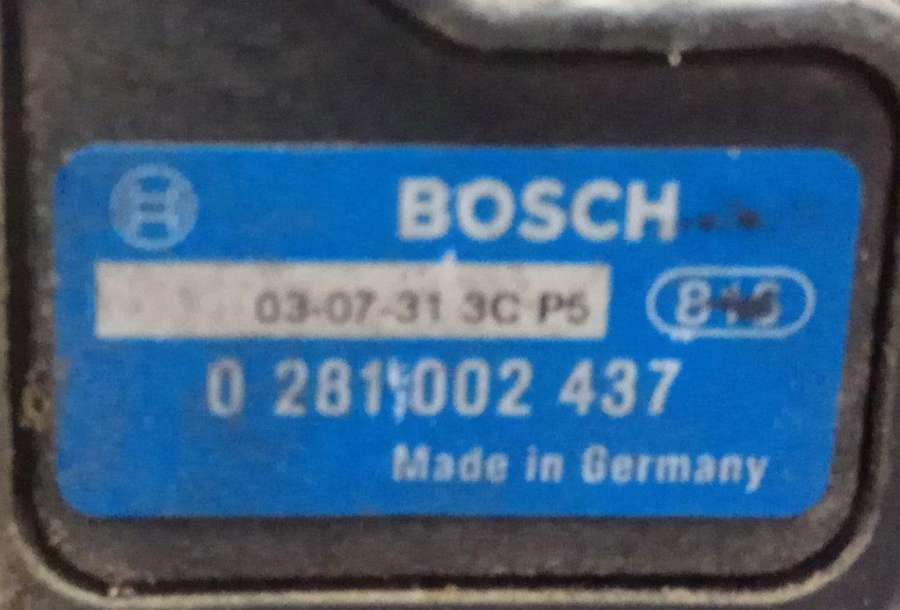 BOSCH
03-07-31 3C P5
0 281 002 437
Made in Germany